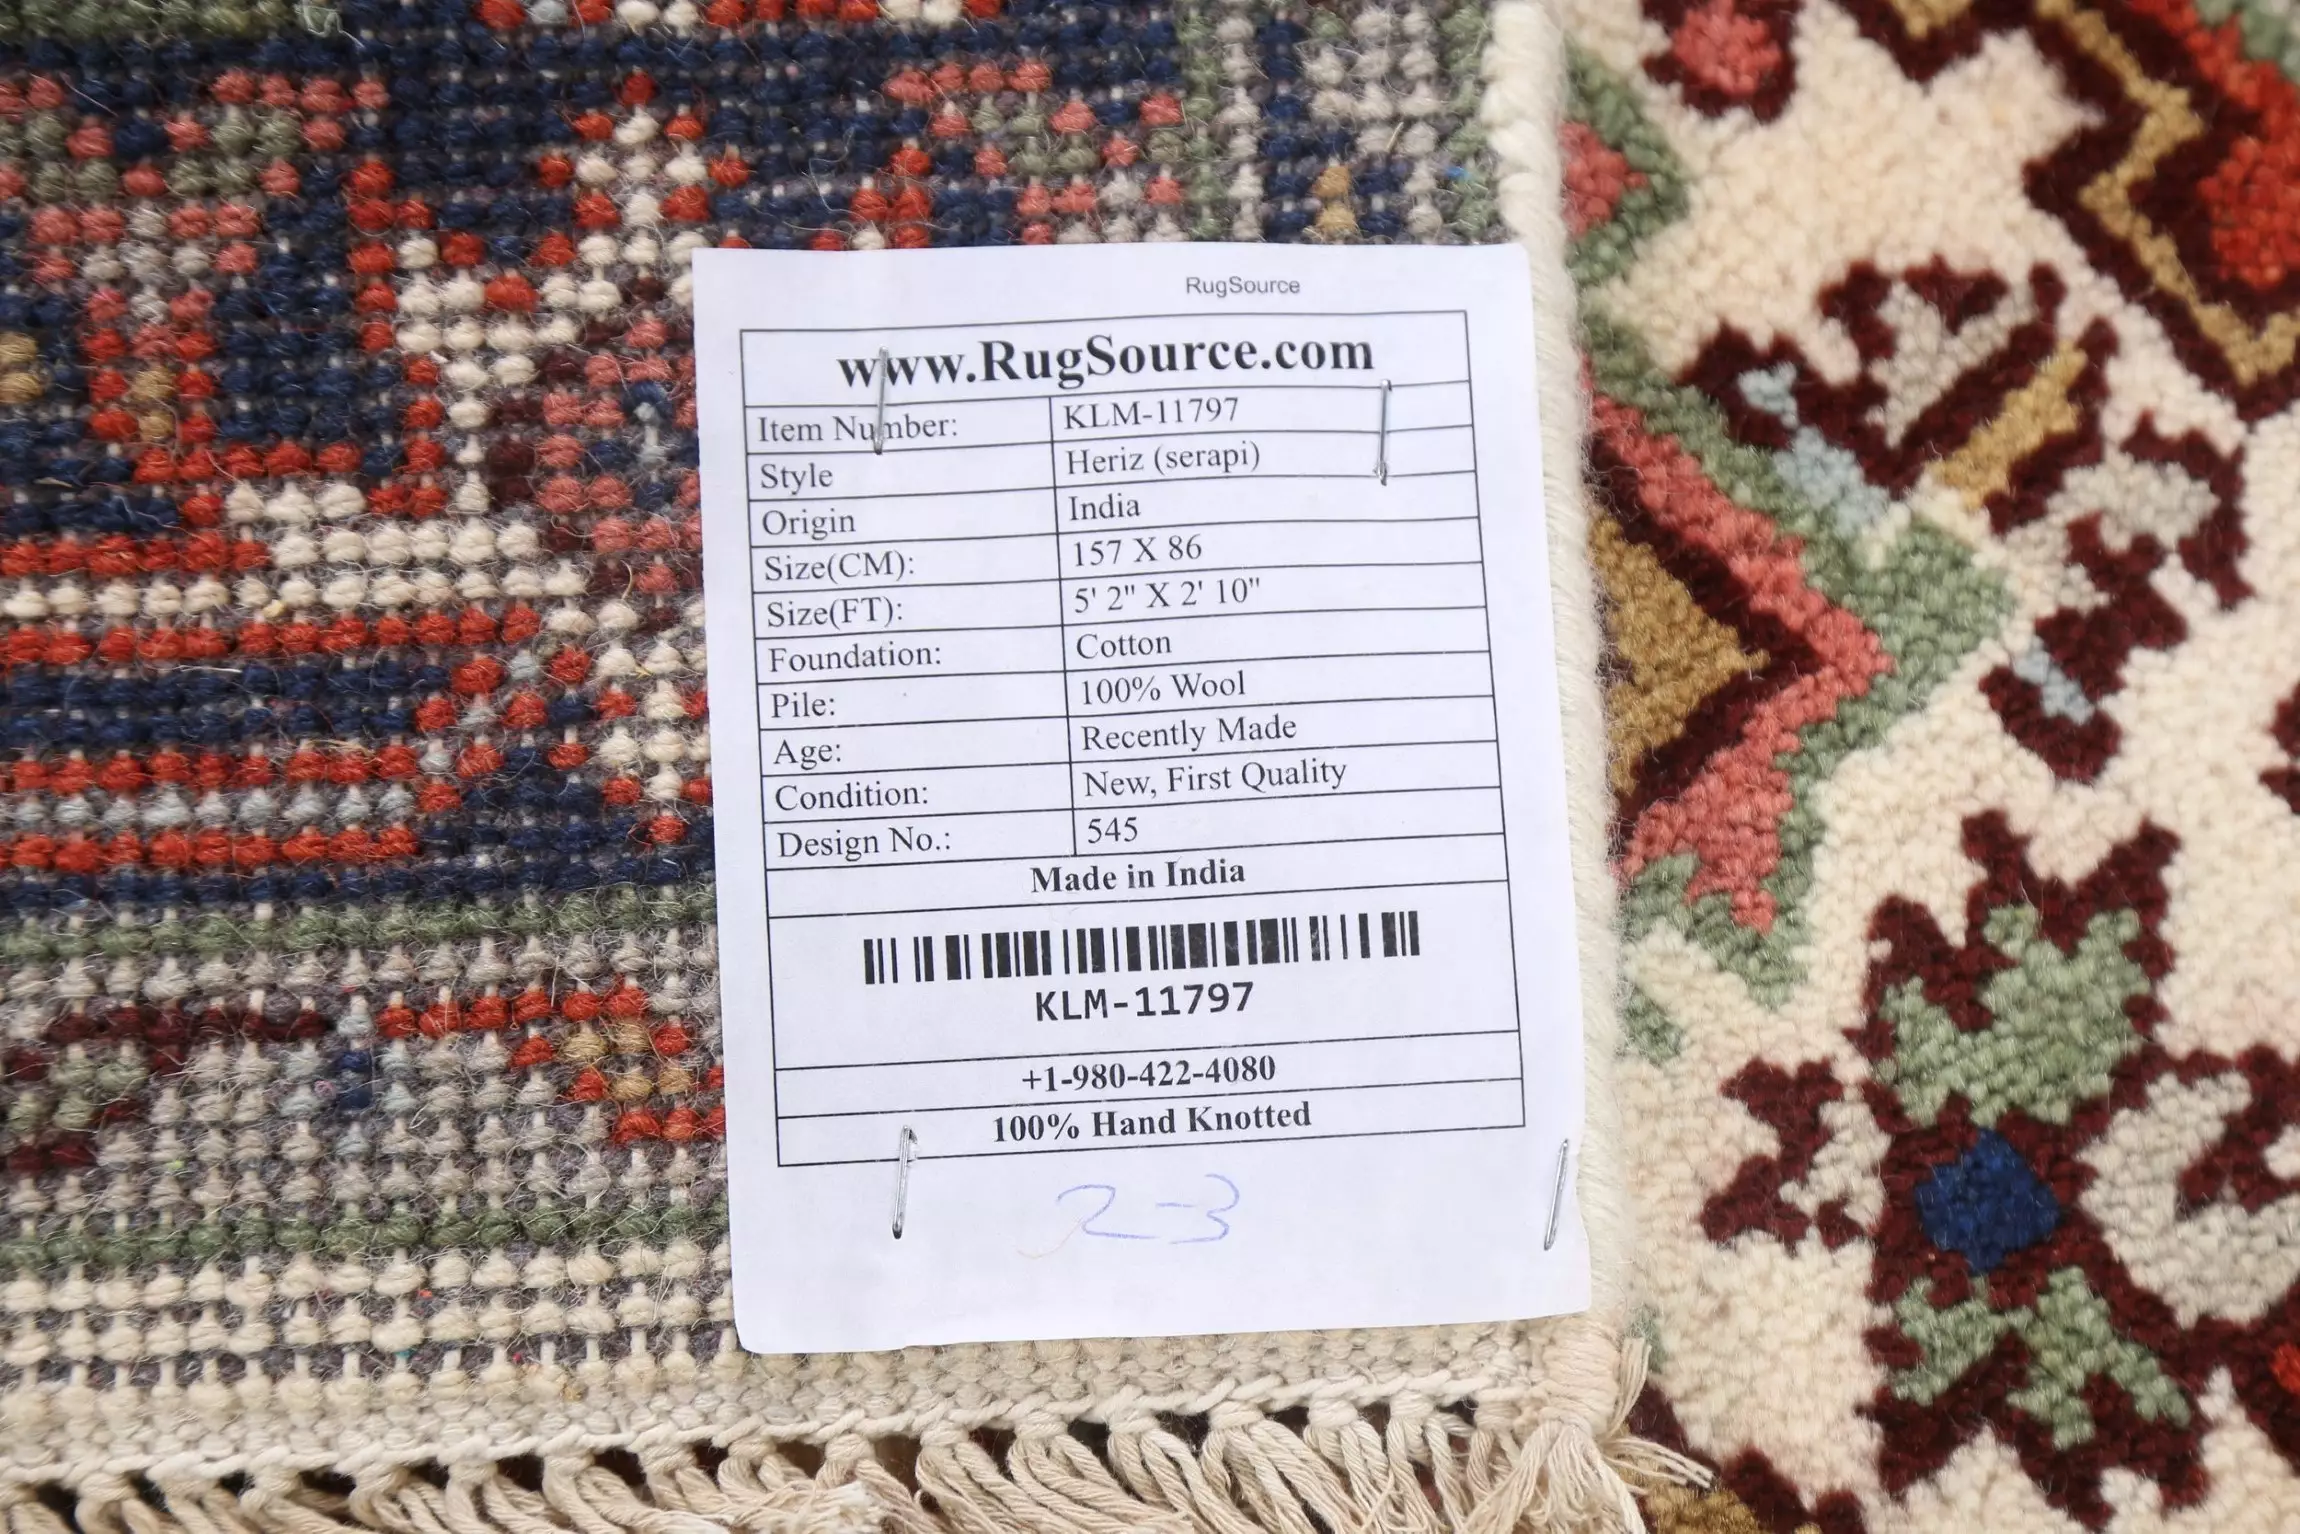 RugSource
www.RugSource.com
Item Number: KLM-11797
Style Heriz (serapi)
Origin India
Size(CM): 157 X 86
Size(FT): 5' 2" X 2' 10"
Foundation: Cotton
Pile: 100% Wool
Age: Recently Made
Condition: New, First Quality
Design No.: 545
Made in India
KLM-11797
+1-980-422-4080
100% Hand Knotted
2-3